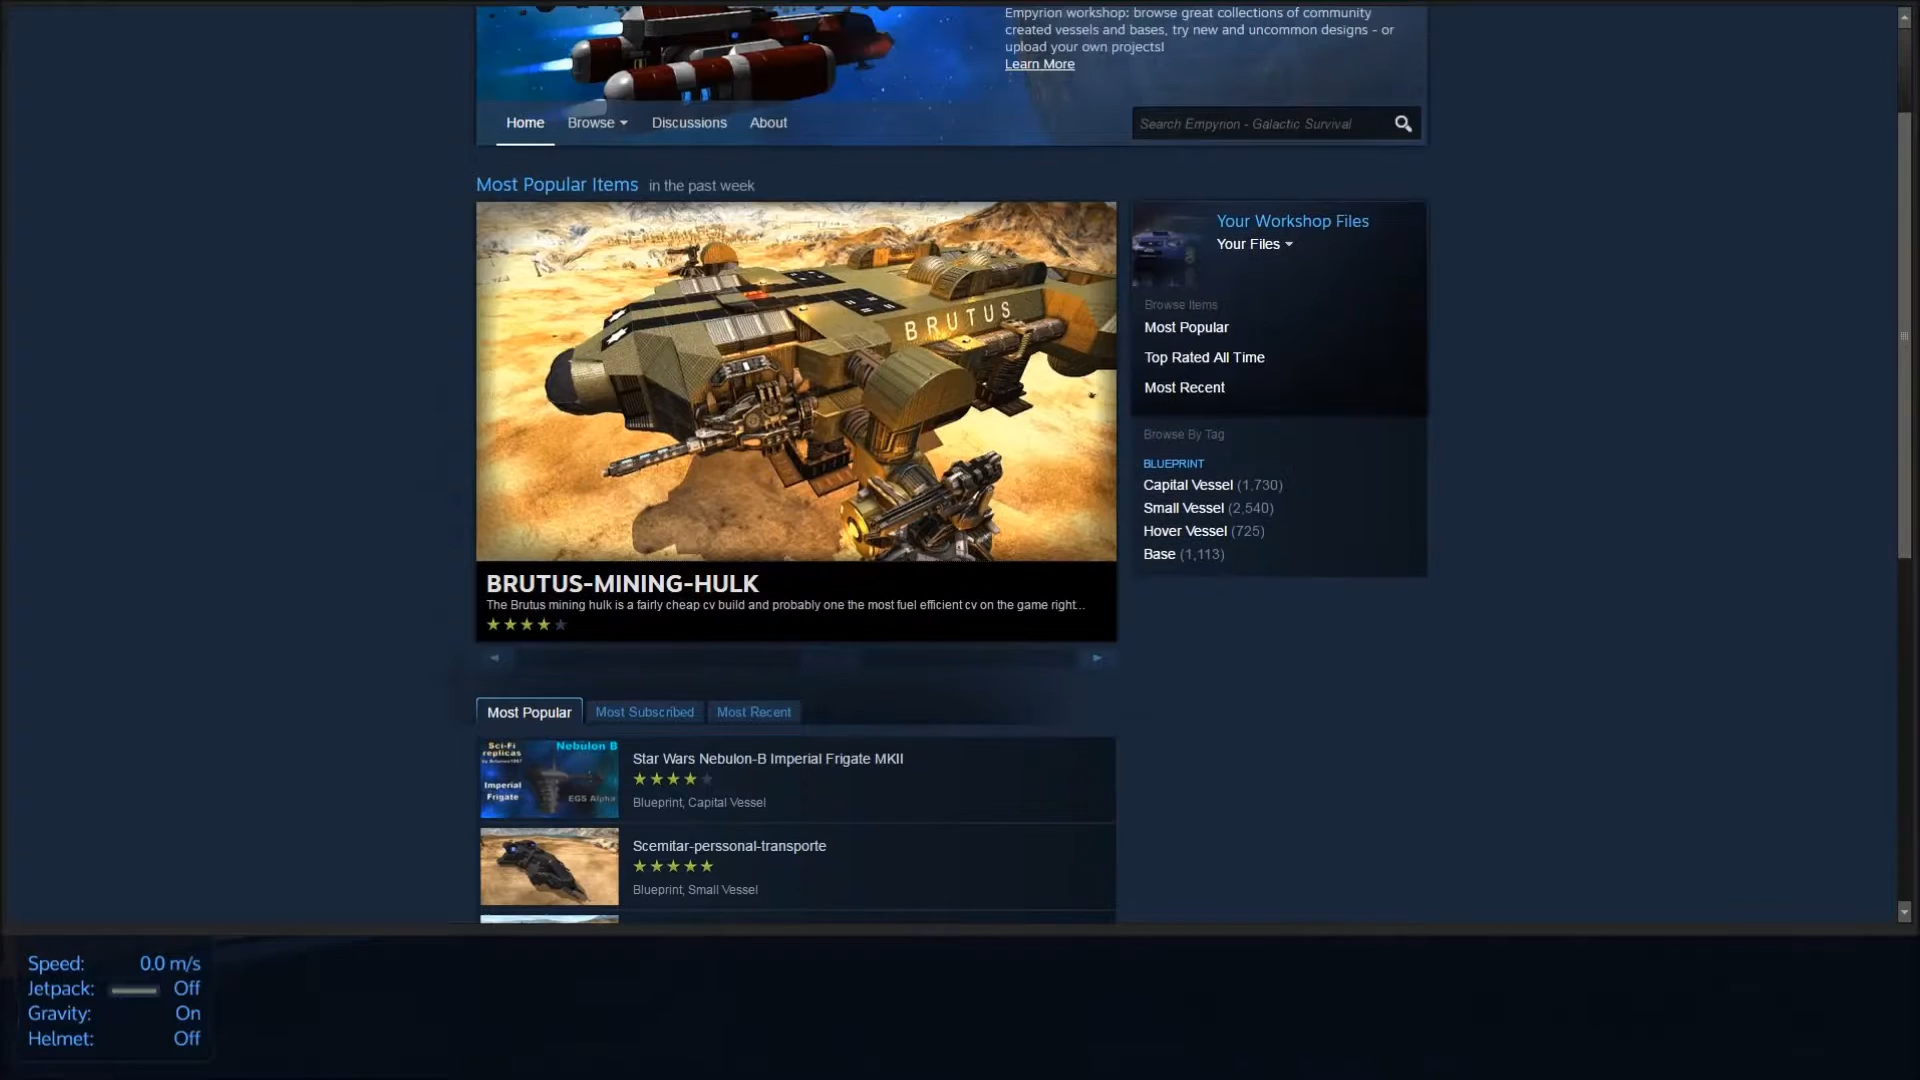 Empyrion workshop: browse great collections of community
created vessels and bases, try new and uncommon designs - or
upload your own projects!
Learn More
Home
Browse
Discussions
About
Search Empyrion - Galactic Survival
Most Popular Items in the past week
BRUTUS
Your Workshop Files
Your Files
Browse Items
Most Popular
Top Rated All Time
Most Recent
Browse By Tag
BLUEPRINT
Capital Vessel (1,730)
Small Vessel (2,540)
Hover Vessel (725)
Base (1,113)
BRUTUS-MINING-HULK
The Brutus mining hulk is a fairly cheap cv build and probably one the most fuel efficient cv on the game right...
Most Popular
Most Subscribed
Most Recent
Sci-Fi
replicas
Nebulon B
Imperial
Frigate
EGS Alpha
Star Wars Nebulon-B Imperial Frigate MKII
Blueprint, Capital Vessel
Scemitar-perssonal-transporte
Blueprint, Small Vessel
Speed: 0.0 m/s
Jetpack: Off
Gravity: On
Helmet: Off